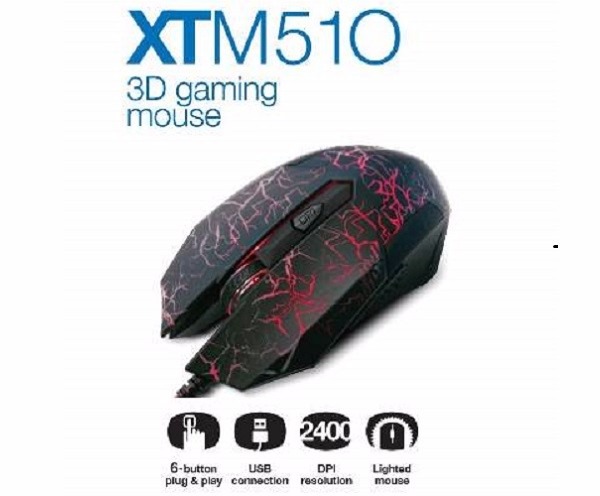 XTM510
3D gaming
mouse
2400
6-button
plug & play
USB
connection
DPI
resolution
Lighted
mouse